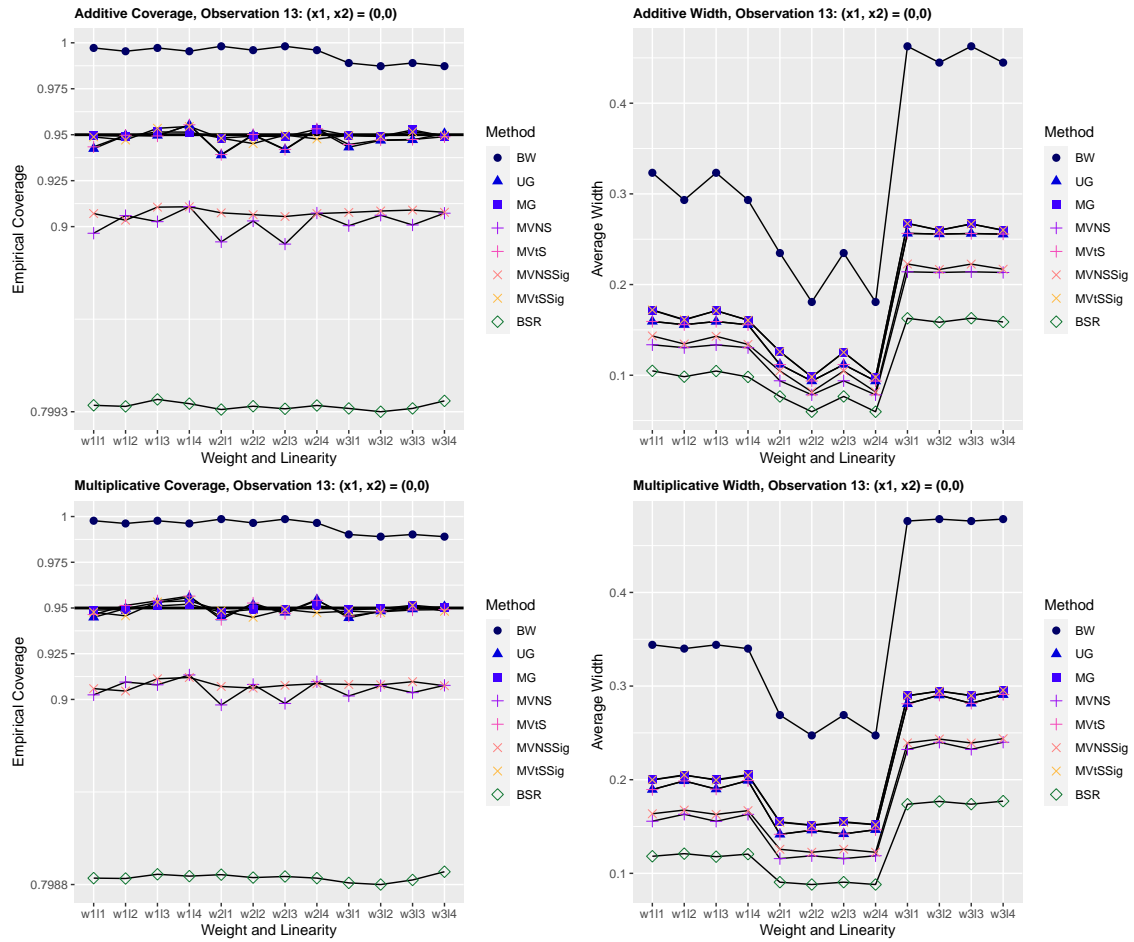 Additive Coverage, Observation 13: (x1, x2) = (0,0)
1
0.975
0.95
0.925
0.9
0.7993
Empirical Coverage
w1l1 w1l2 w1l3 w1l4 w2l1 w2l2 w2l3 w2l4 w3l1 w3l2 w3l3 w3l4
Weight and Linearity
Method
BW
UG
MG
MVNS
MVtS
MVNSSig
MVtSSig
BSR
Additive Width, Observation 13: (x1, x2) = (0,0)
0.4
0.3
0.2
0.1
Average Width
w1l1 w1l2 w1l3 w1l4 w2l1 w2l2 w2l3 w2l4 w3l1 w3l2 w3l3 w3l4
Weight and Linearity
Method
BW
UG
MG
MVNS
MVtS
MVNSSig
MVtSSig
BSR
Multiplicative Coverage, Observation 13: (x1, x2) = (0,0)
1
0.975
0.95
0.925
0.9
0.7988
Empirical Coverage
w1l1 w1l2 w1l3 w1l4 w2l1 w2l2 w2l3 w2l4 w3l1 w3l2 w3l3 w3l4
Weight and Linearity
Method
BW
UG
MG
MVNS
MVtS
MVNSSig
MVtSSig
BSR
Multiplicative Width, Observation 13: (x1, x2) = (0,0)
0.4
0.3
0.2
0.1
Average Width
w1l1 w1l2 w1l3 w1l4 w2l1 w2l2 w2l3 w2l4 w3l1 w3l2 w3l3 w3l4
Weight and Linearity
Method
BW
UG
MG
MVNS
MVtS
MVNSSig
MVtSSig
BSR